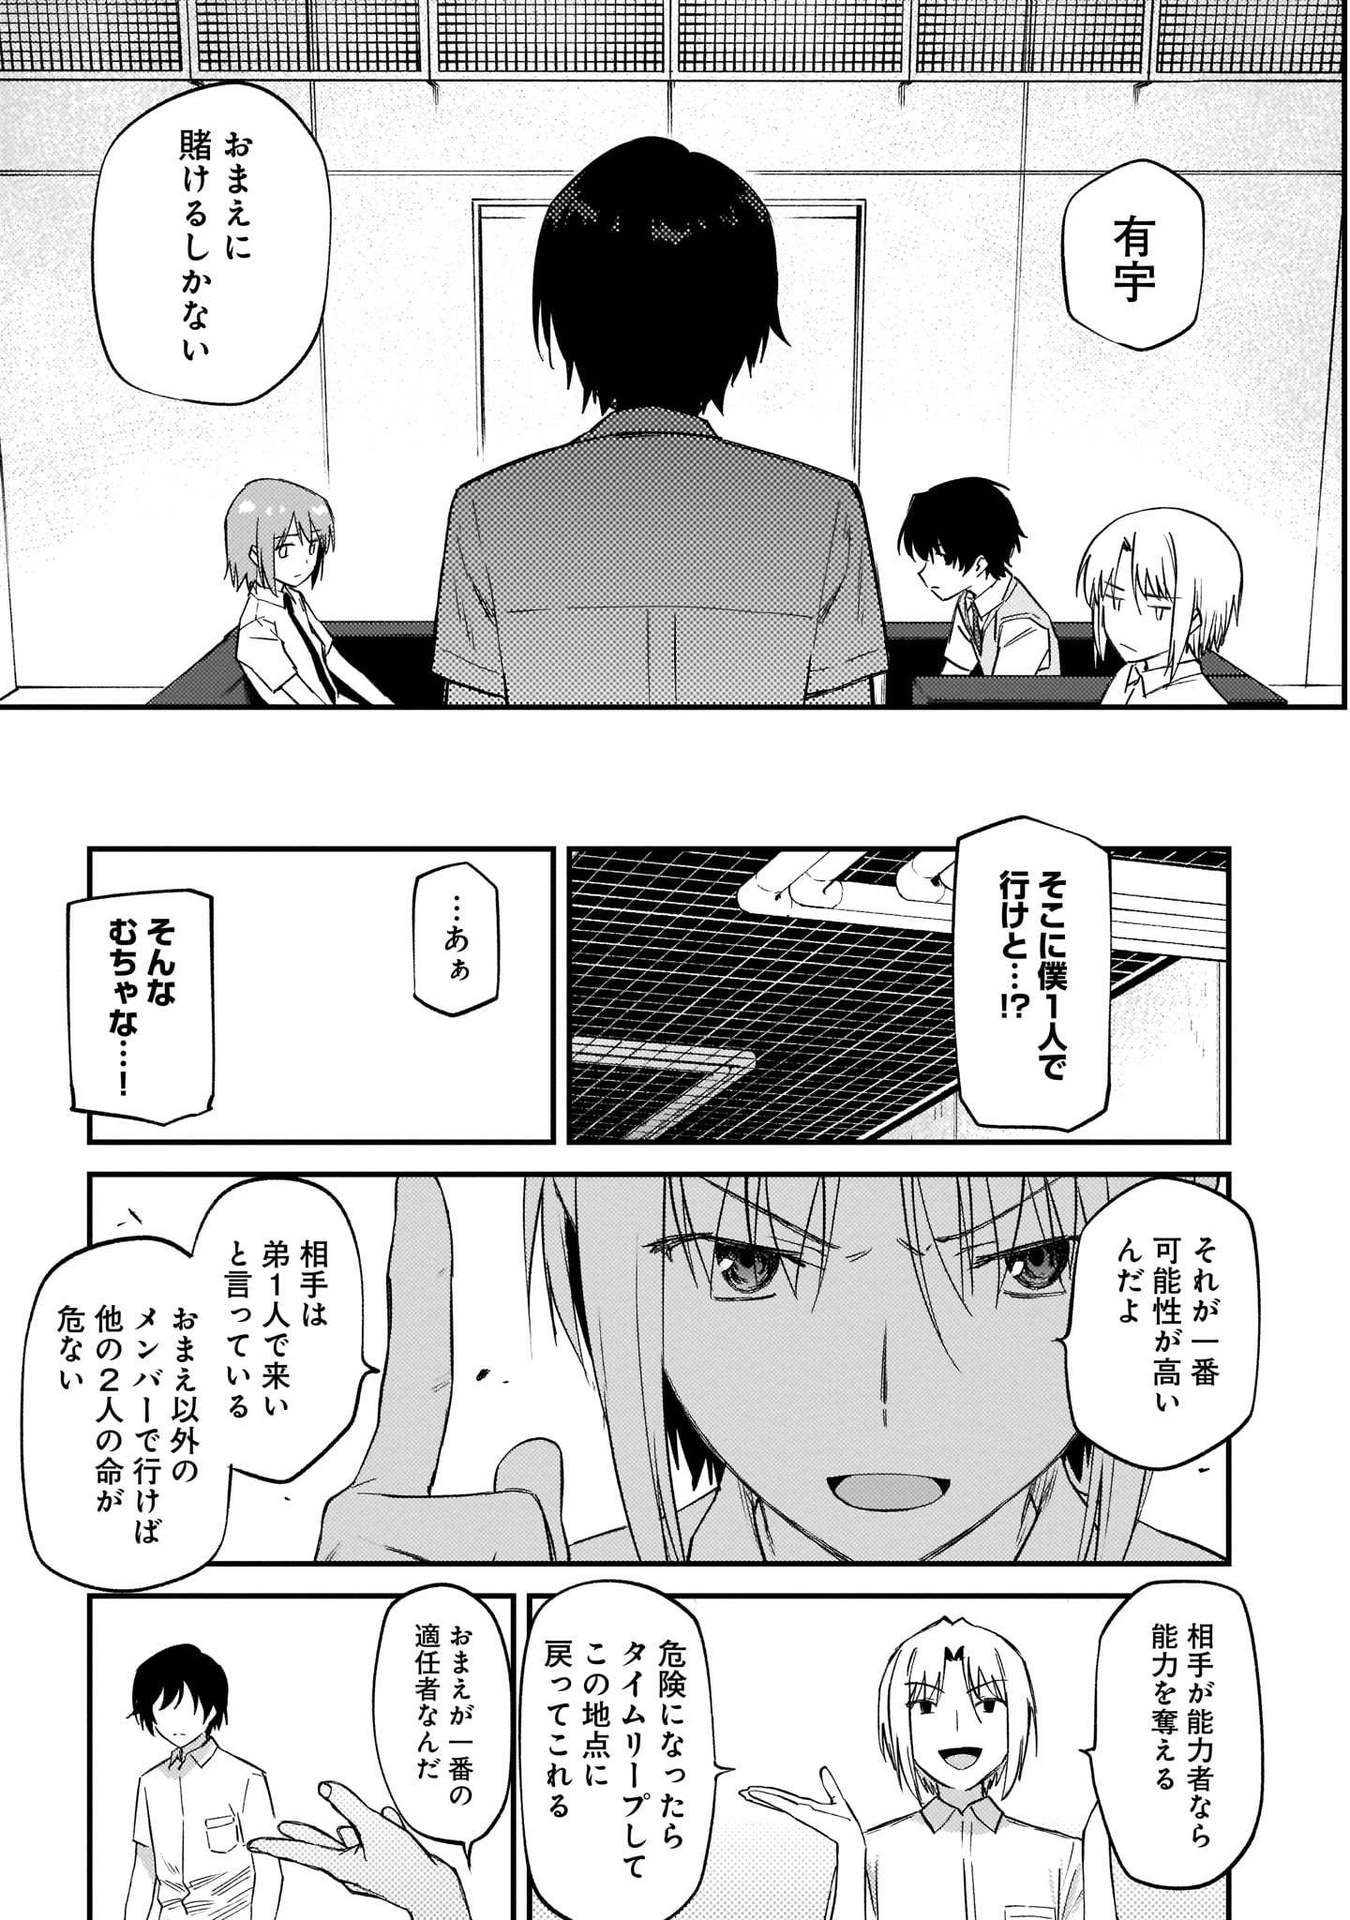 有宇
おまえに
賭けるしかない
そこに僕1人で
行けと…!?
…あぁ
そんな
むちゃな…!
それが一番
可能性が高い
んだよ
相手は
弟1人で来い
と言っている
おまえ以外の
メンバーで行けば
他の2人の命が
危ない
相手が能力者なら
能力を奪える
危険になったら
タイムリープして
この地点に
戻ってこれる
おまえが一番の
適任者なんだ